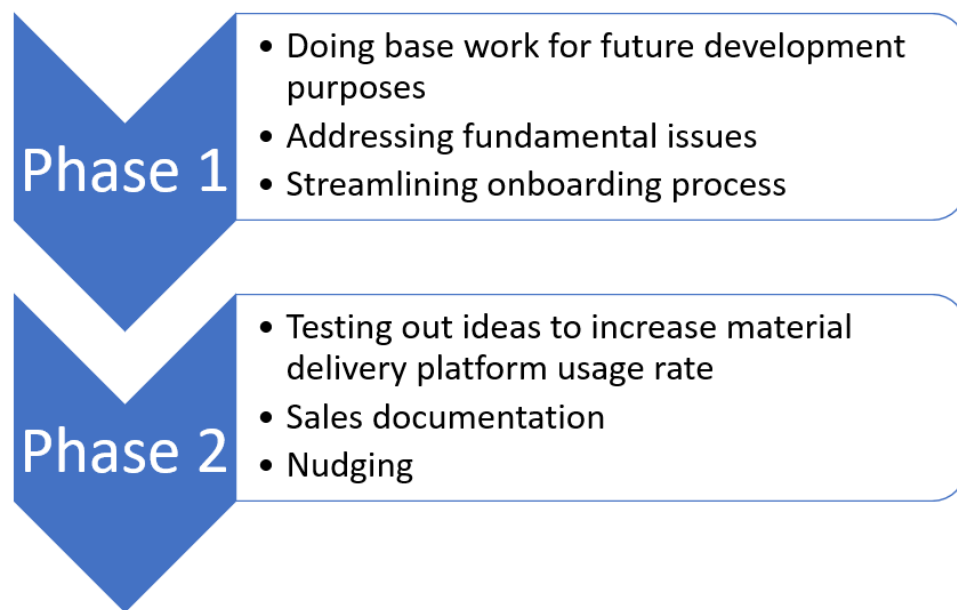 Phase 1
• Doing base work for future development
purposes
• Addressing fundamental issues
• Streamlining onboarding process
Phase 2
• Testing out ideas to increase material
delivery platform usage rate
• Sales documentation
• Nudging